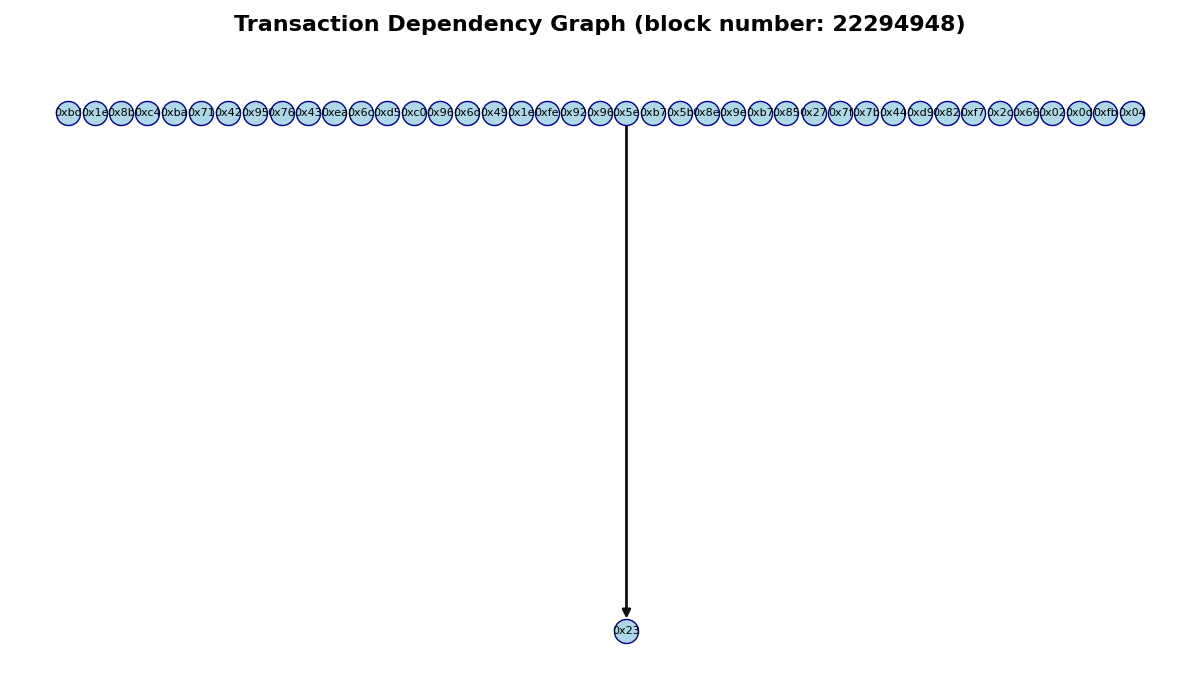 Transaction Dependency Graph (block number: 22294948)
0xbd 0x1e 0x8b 0xc4 0xba 0x71 0x42 0x95 0x76 0x43 0xea 0x6c 0xd5 0xc0 0x96 0x6d 0x49 0x1e 0xfe 0x92 0x96 0x5e 0xb7 0x5b 0x8e 0x9e 0xb7 0x85 0x27 0x7f 0x7b 0x44 0xd9 0x82 0xf7 0x66 0x02 0xfb 0x04
0x23